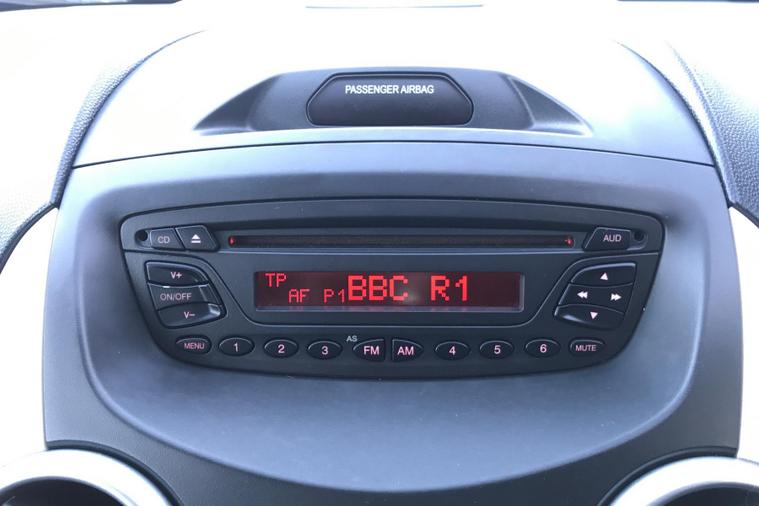 PASSENGER AIRBAG
CD
AUD
V+
ON/OFF
V-
TP
AF P1 BBC R1
MENU 1 2 3 AS FM AM 4 5 6 MUTE